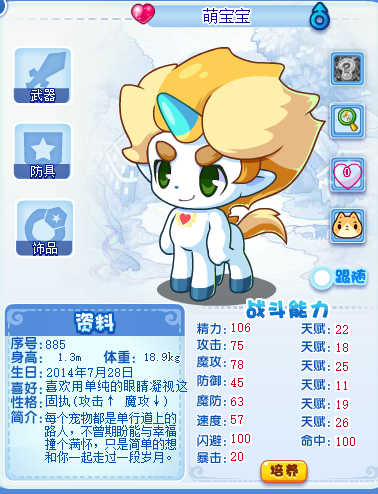 萌宝宝
武器
防具
饰品
0
跟随
资料
序号:885
身高: 1.3m 体重: 18.9kg
生日:2014年7月28日
喜好:喜欢用单纯的眼睛凝视这
性格:固执(攻击↑ 魔攻↓)
简介:每个宠物都是单行道上的
路人，不曾期盼能与幸福
撞个满怀，只是简单的想
和你一起走过一段岁月。
战斗能力
精力:106 天赋:22
攻击:75 天赋:18
魔攻:78 天赋:25
防御:45 天赋:11
魔防:63 天赋:19
速度:57 天赋:26
闪避:100 命中:100
暴击:20
培养